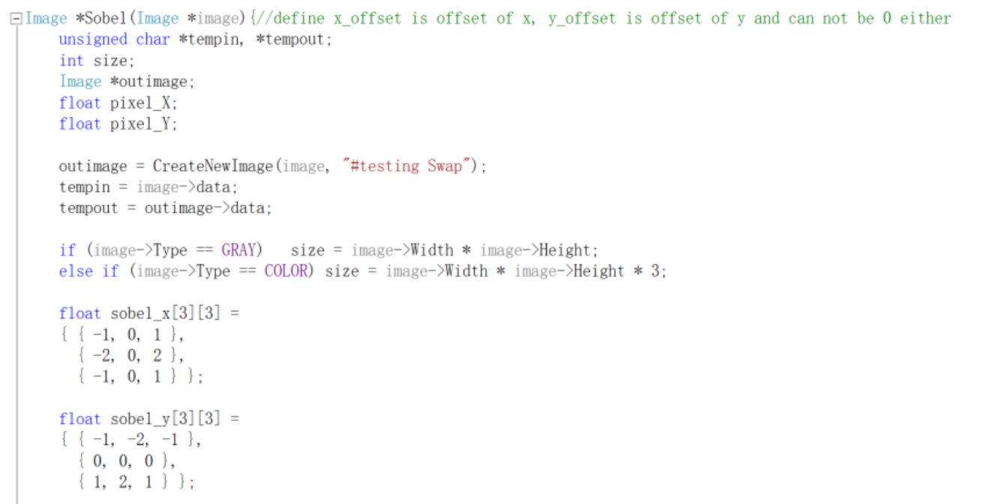 Image *Sobel(Image *image){//define x_offset is offset of x, y_offset is offset of y and can not be 0 either
unsigned char *tempin, *tempout;
int size;
Image *outimage;
float pixel_X;
float pixel_Y;
outimage = CreateNewImage(image, "#testing Swap");
tempin = image->data;
tempout = outimage->data;
if (image->Type == GRAY)   size = image->Width * image->Height;
else if (image->Type == COLOR) size = image->Width * image->Height * 3;
float sobel_x[3][3] =
{ { -1, 0, 1 },
{ -2, 0, 2 },
{ -1, 0, 1 } };
float sobel_y[3][3] =
{ { -1, -2, -1 },
{ 0, 0, 0 },
{ 1, 2, 1 } };